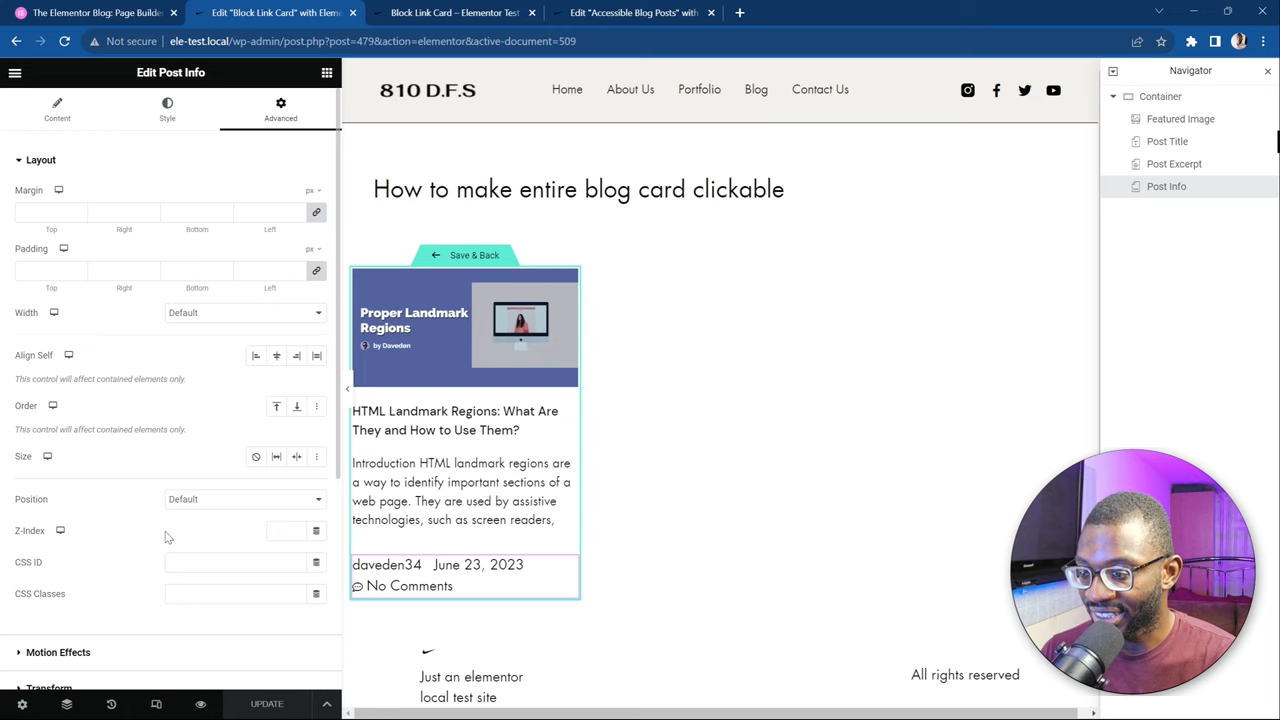 The Elementor Blog: Page Builder
Edit "Block Link Card" with Elem
Block Link Card – Elementor Test
Edit "Accessible Blog Posts" with
Not secure
ele-test.local/wp-admin/post.php?post=479&action=elementor&active-document=509
Edit Post Info
Content
Style
Advanced
Layout
Margin
px
Top
Right
Bottom
Left
Padding
px
Top
Right
Bottom
Left
Width
Default
Align Self
This control will affect contained elements only.
Order
This control will affect contained elements only.
Size
Position
Default
Z-Index
CSS ID
CSS Classes
Motion Effects
Transform
UPDATE
810 D.F.S
Home
About Us
Portfolio
Blog
Contact Us
How to make entire blog card clickable
Save & Back
Proper Landmark
Regions
by Daveden
HTML Landmark Regions: What Are
They and How to Use Them?
Introduction HTML landmark regions are
a way to identify important sections of a
web page. They are used by assistive
technologies, such as screen readers,
daveden34 June 23, 2023
No Comments
Just an elementor
local test site
All rights reserved
Navigator
Container
Featured Image
Post Title
Post Excerpt
Post Info